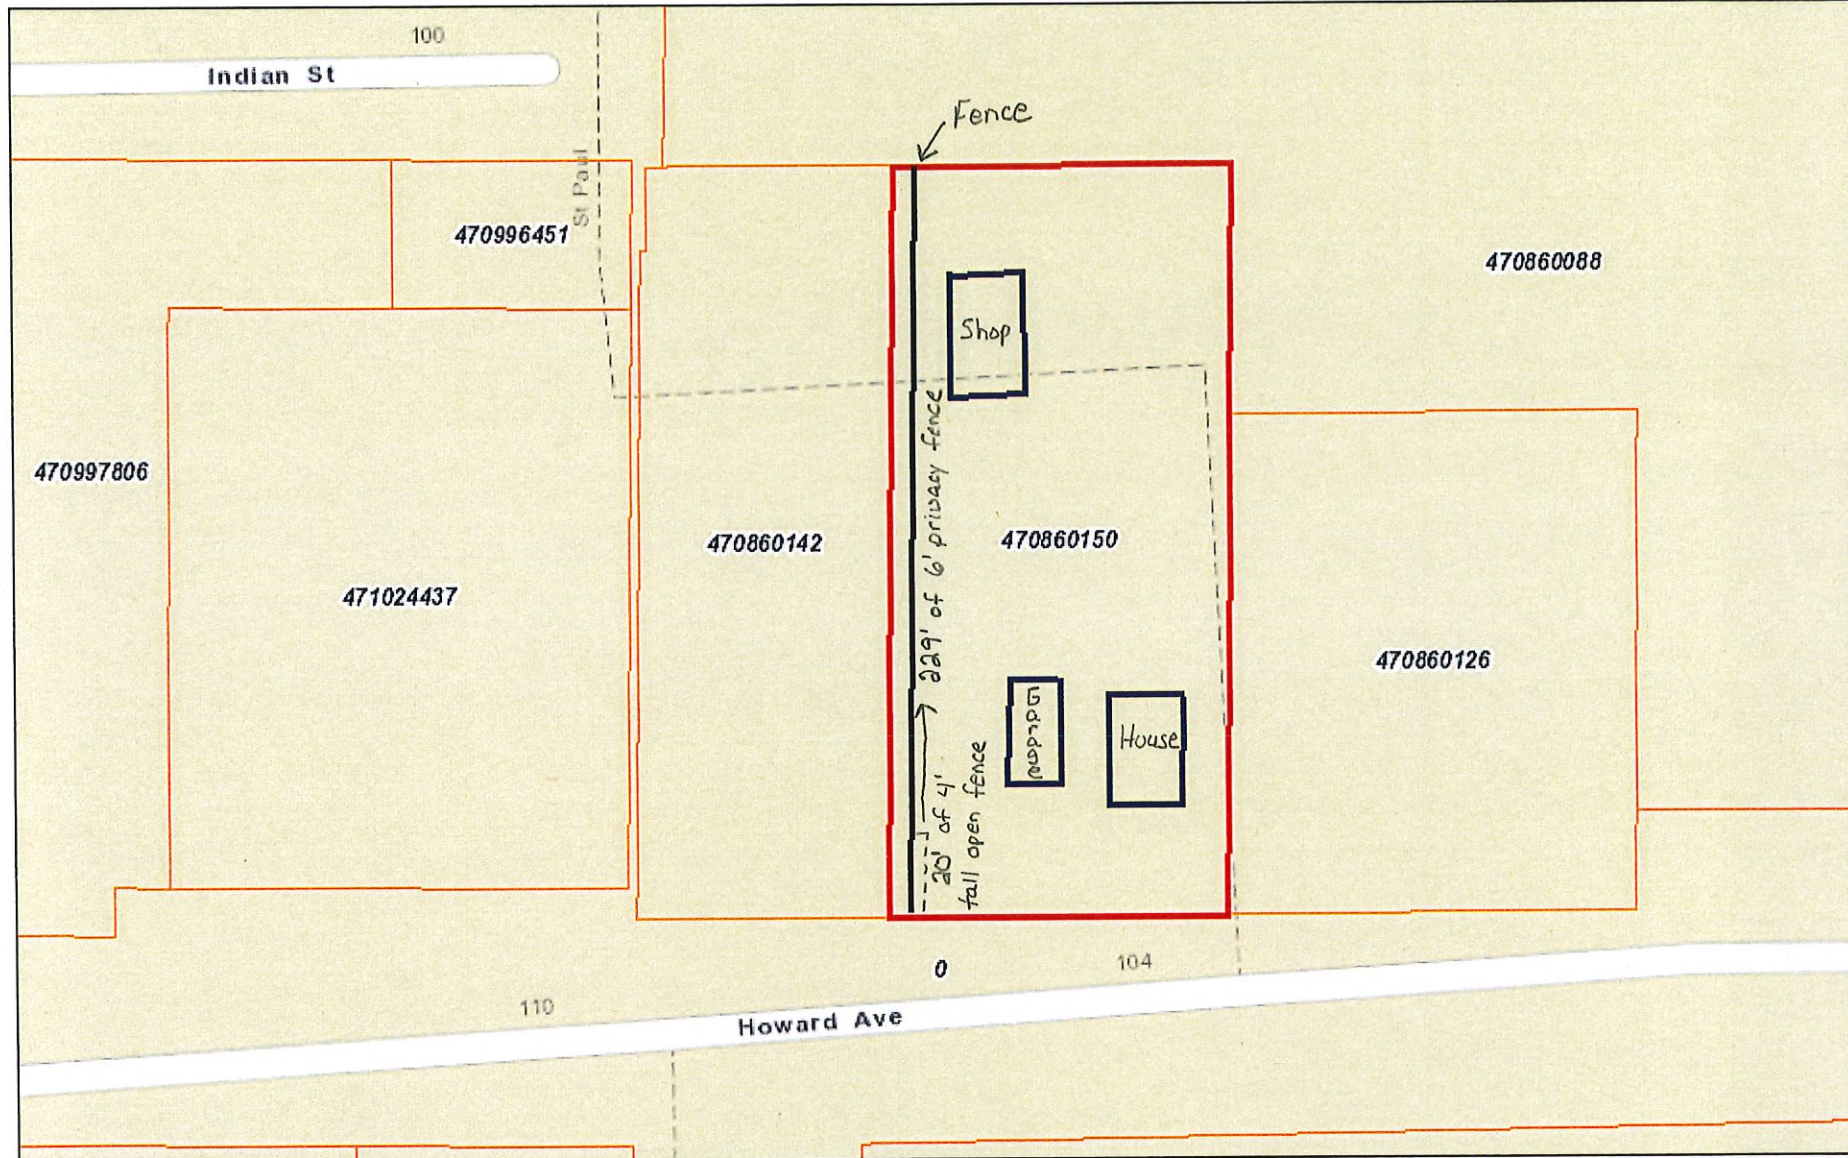 100
Indian St
St Paul
Fence
470996451
470860088
Shop
470997806
229' of 6' privacy fence
470860142
470860150
471024437
470860126
Garden
House
20' of 4'
tall open fence
0
104
110
Howard Ave